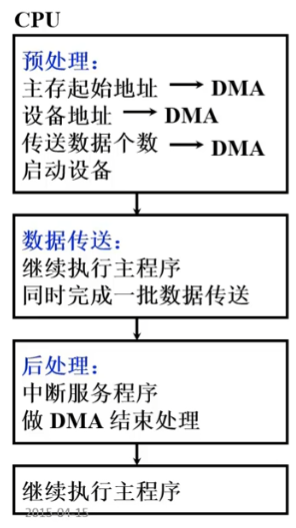 CPU
预处理：
主存起始地址 → DMA
设备地址 → DMA
传送数据个数 → DMA
启动设备
数据传送：
继续执行主程序
同时完成一批数据传送
后处理：
中断服务程序
做 DMA 结束处理
继续执行主程序
2015-04-15